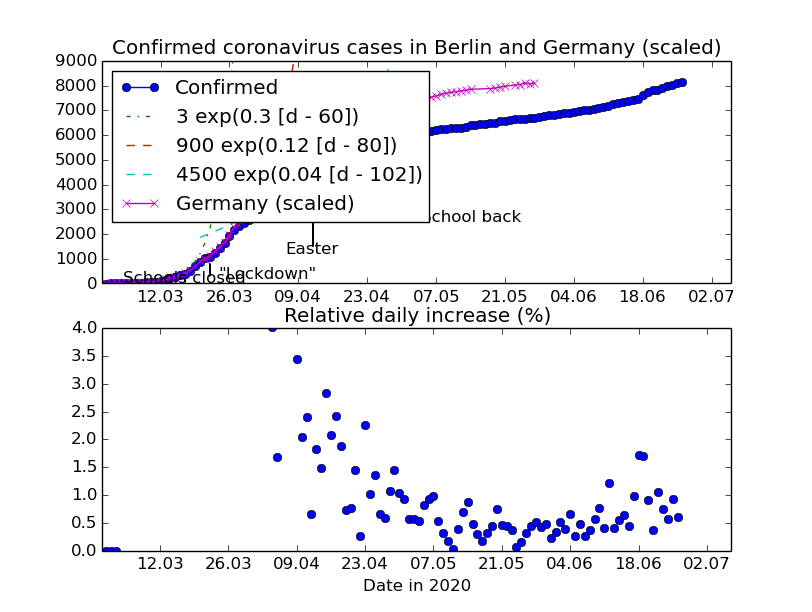 Confirmed coronavirus cases in Berlin and Germany (scaled)
9000
8000
7000
6000
5000
4000
3000
2000
1000
0
Confirmed
3 exp(0.3 [d - 60])
900 exp(0.12 [d - 80])
4500 exp(0.04 [d - 102])
Germany (scaled)
School back
Easter
"Lockdown"
Schools closed
12.03 26.03 09.04 23.04 07.05 21.05 04.06 18.06 02.07
Relative daily increase (%)
4.0
3.5
3.0
2.5
2.0
1.5
1.0
0.5
0.0
12.03 26.03 09.04 23.04 07.05 21.05 04.06 18.06 02.07
Date in 2020